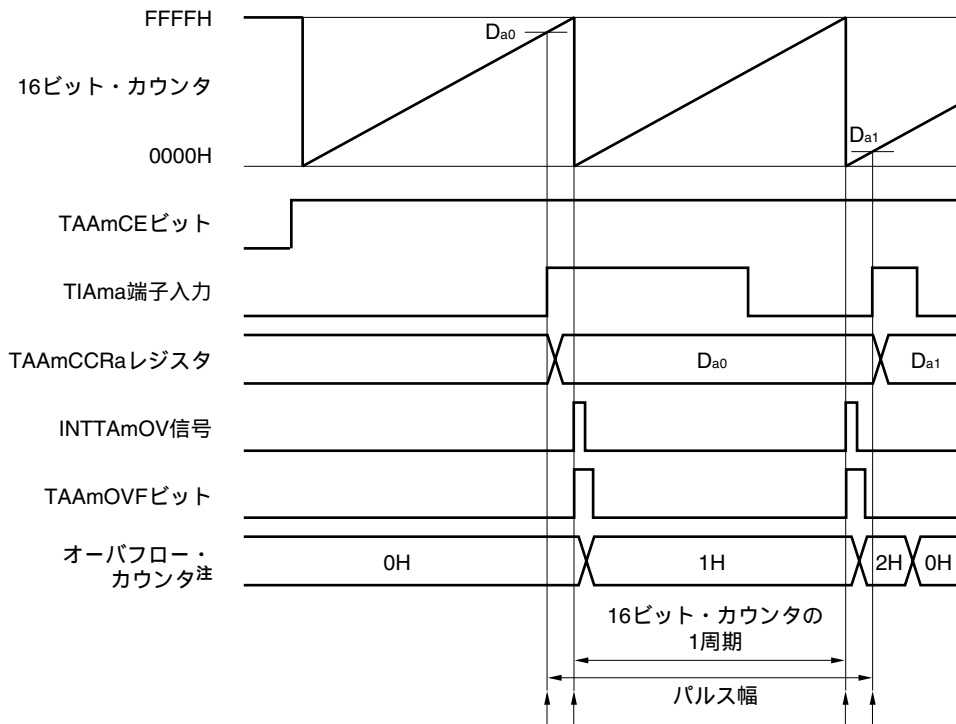 FFFFH
Da0
16ビット・カウンタ
Da1
0000H
TAAmCEビット
TIAma端子入力
TAAmCCRaレジスタ
Da0
Da1
INTTAmOV信号
TAAmOVFビット
オーバフロー・
カウンタ注
0H
1H
2H
0H
16ビット・カウンタの
1周期
パルス幅